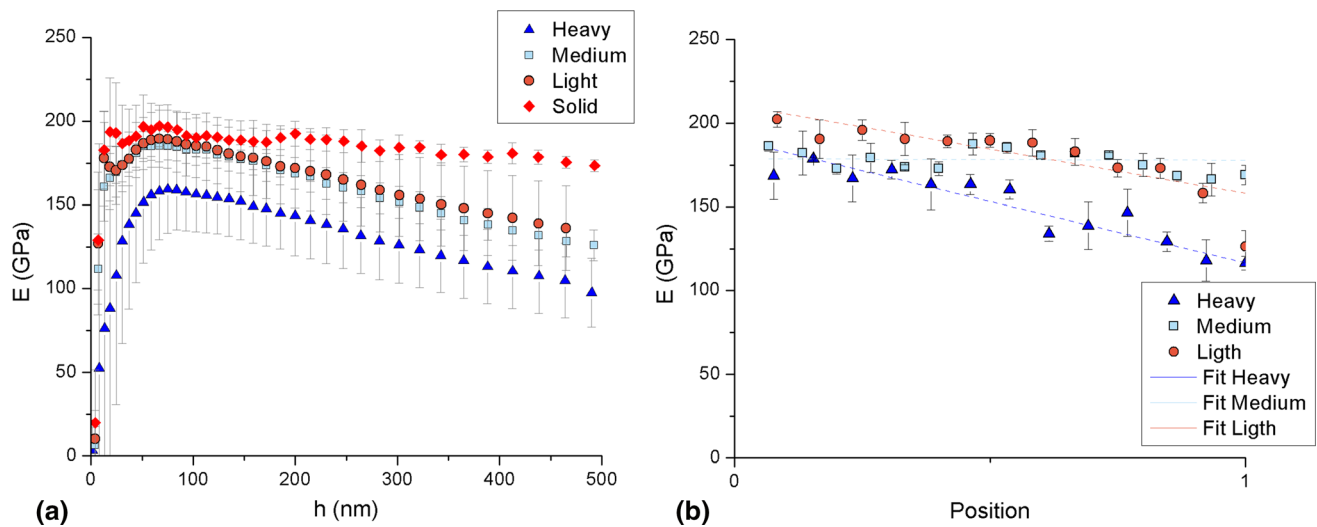 Heavy
Medium
Light
Solid
250
200
150
100
50
0
E (GPa)
0
100
200
300
400
500
h (nm)
(a)
250
200
150
100
50
0
E (GPa)
Heavy
Medium
Ligth
Fit Heavy
Fit Medium
Fit Ligth
0
1
Position
(b)